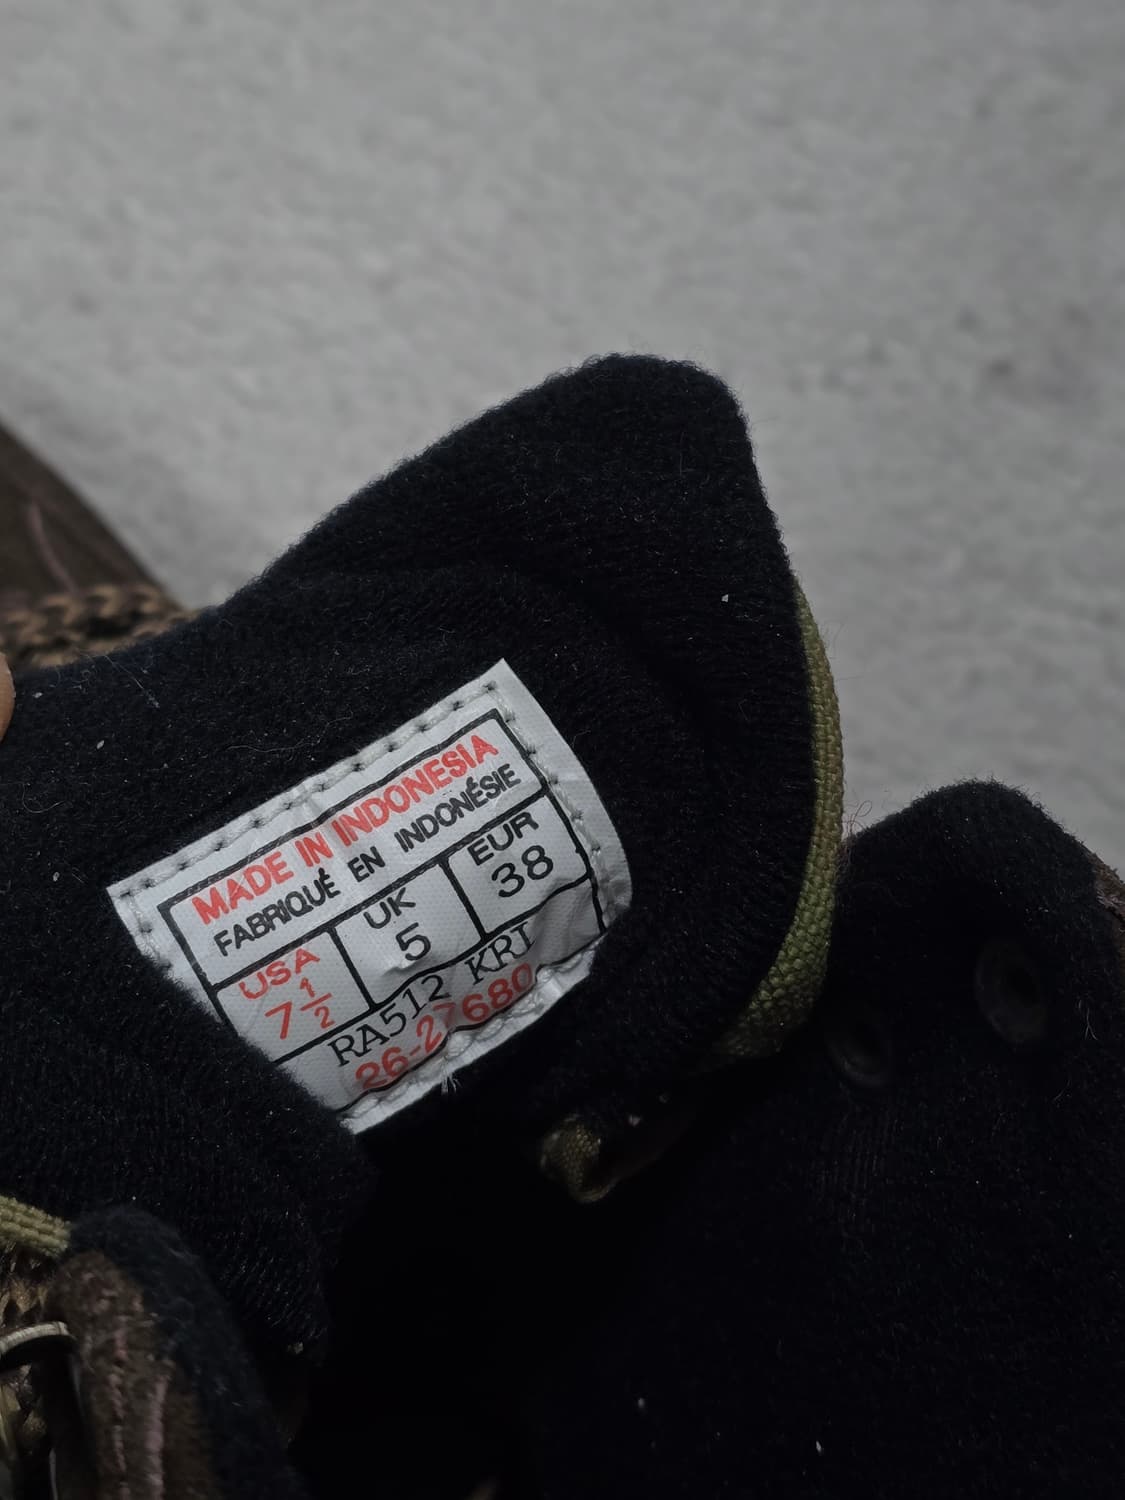 MADE IN INDONESIA
FABRIQUÉ EN INDONÉSIE
USA UK EUR
7 1/2 5 38
RA512 KRI
26-27680